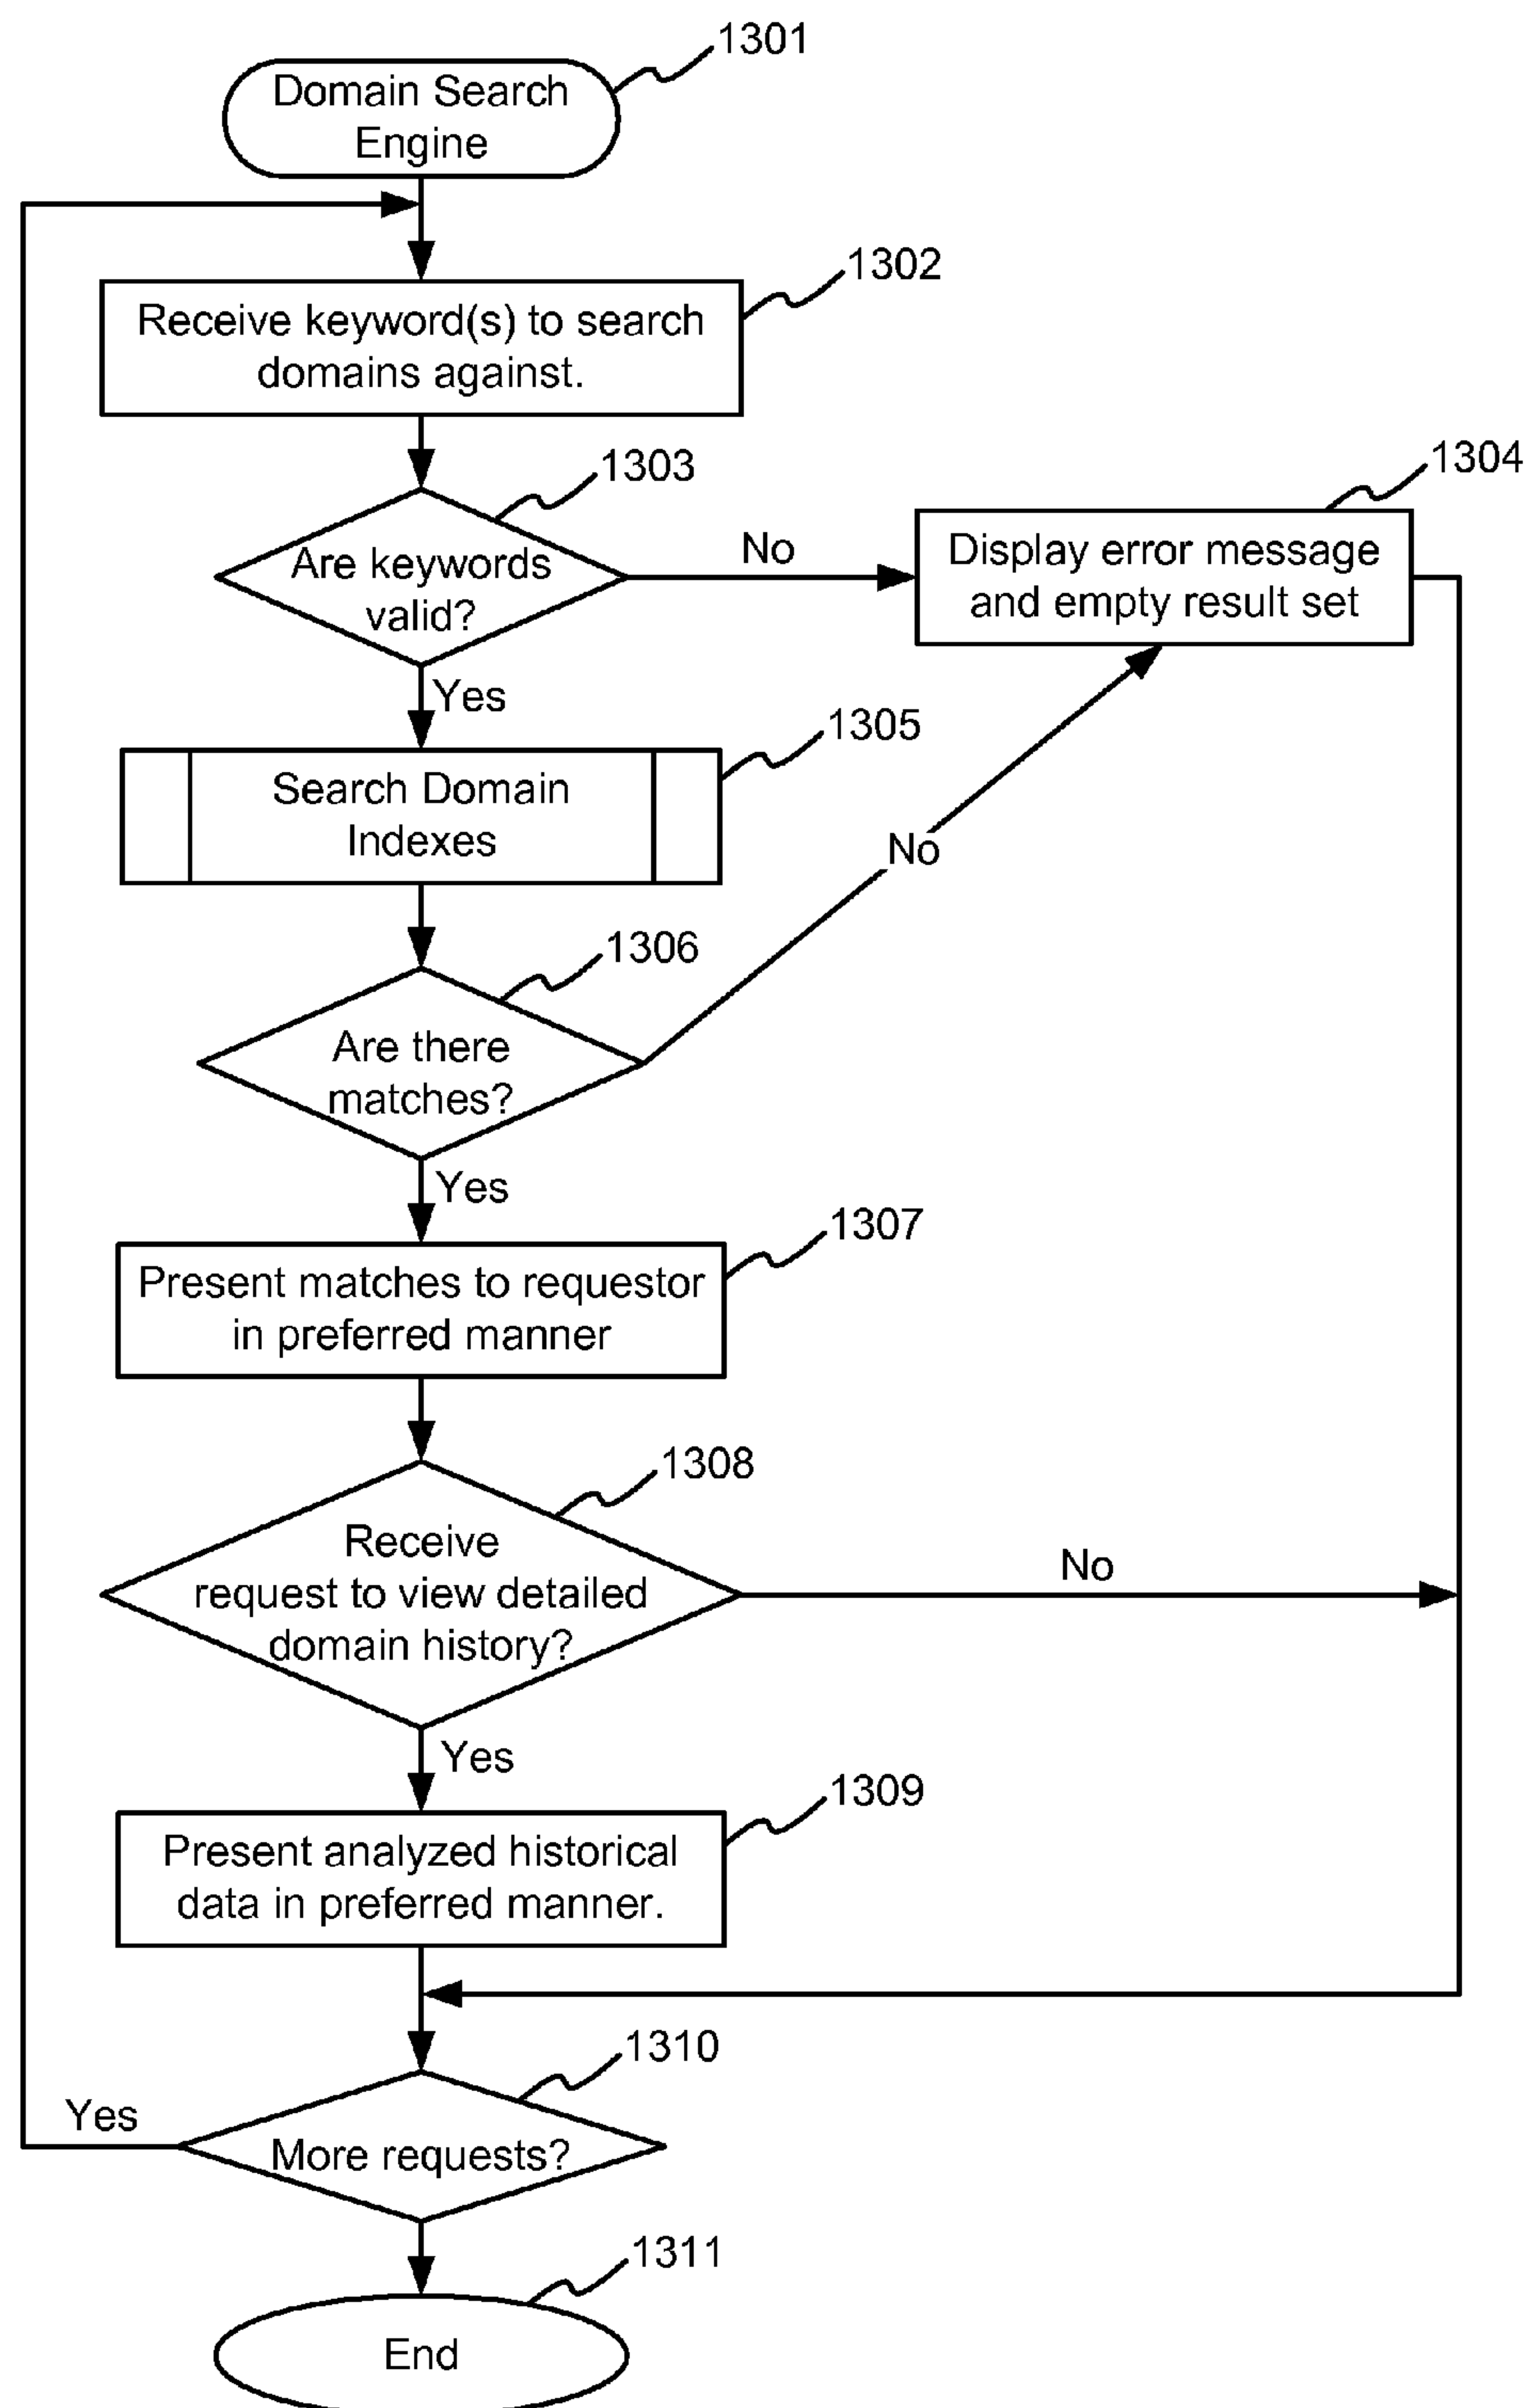 1301
Domain Search
Engine
1302
Receive keyword(s) to search
domains against.
1303
Are keywords
valid?
No
1304
Display error message
and empty result set
Yes
1305
Search Domain
Indexes
No
1306
Are there
matches?
Yes
1307
Present matches to requestor
in preferred manner
1308
Receive
request to view detailed
domain history?
No
Yes
1309
Present analyzed historical
data in preferred manner.
1310
Yes
More requests?
1311
End